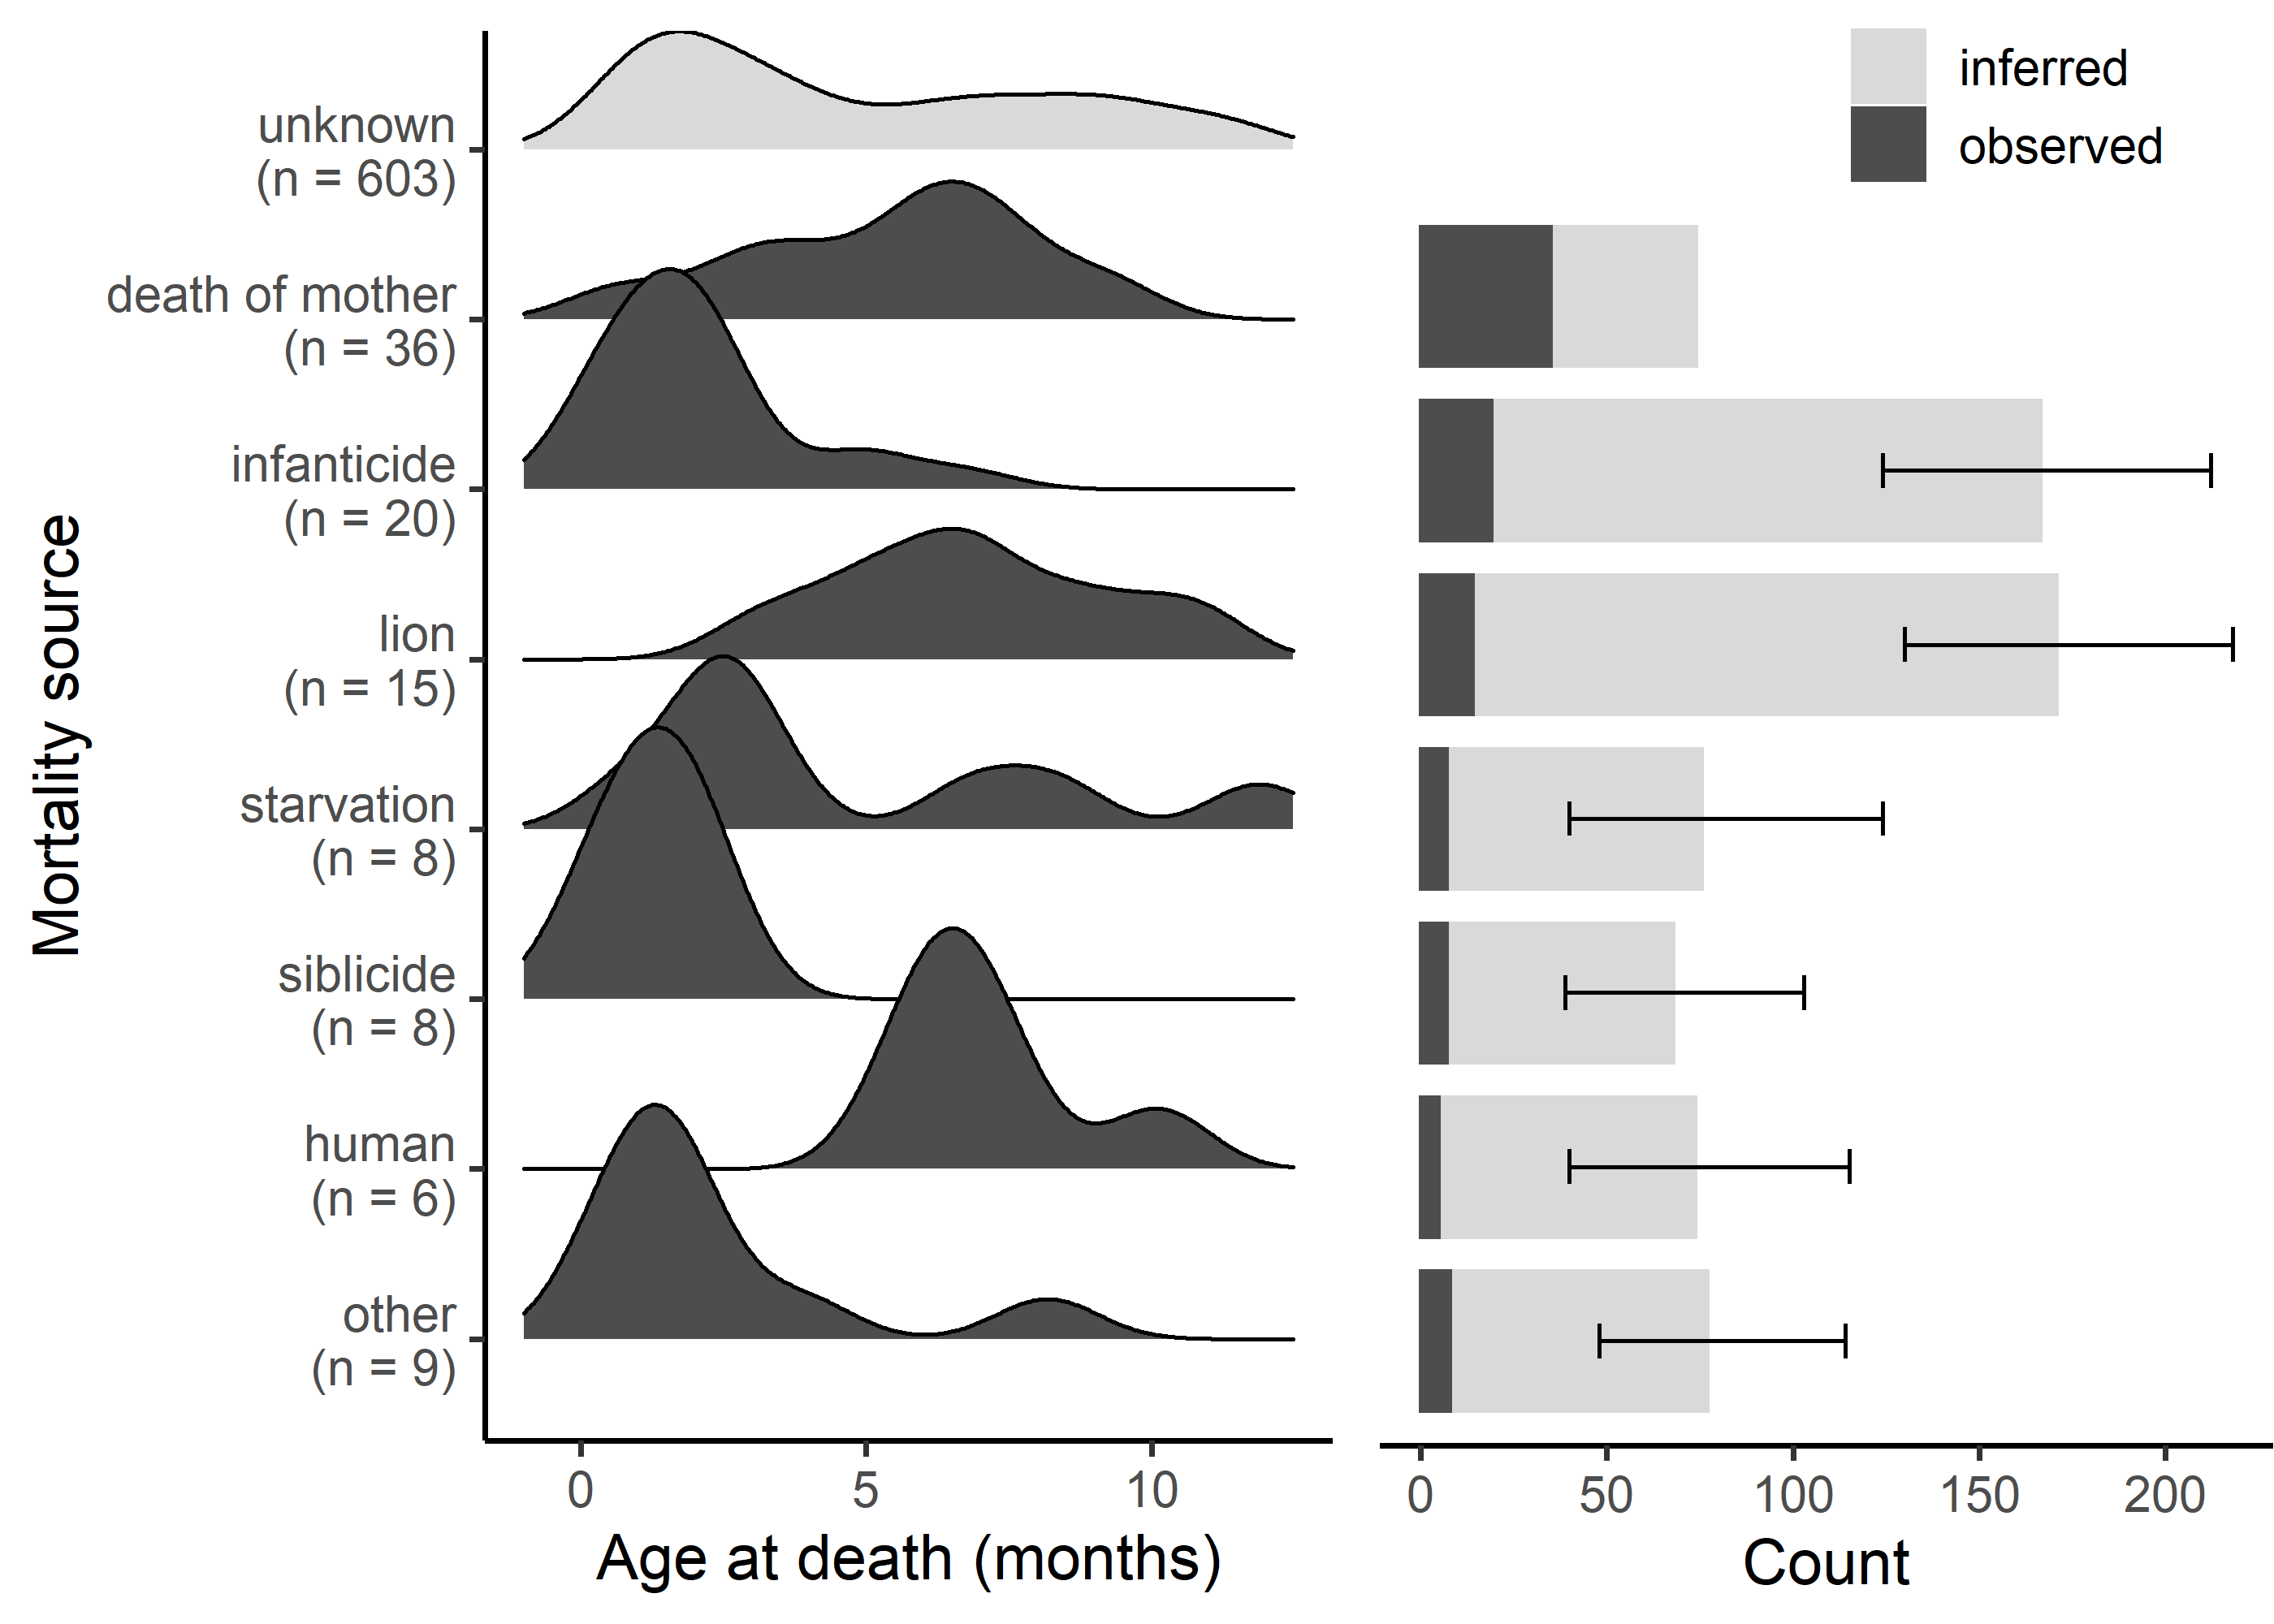 inferred
observed
Mortality source
unknown
(n = 603)
death of mother
(n = 36)
infanticide
(n = 20)
lion
(n = 15)
starvation
(n = 8)
siblicide
(n = 8)
human
(n = 6)
other
(n = 9)
0 5 10
Age at death (months)
0 50 100 150 200
Count